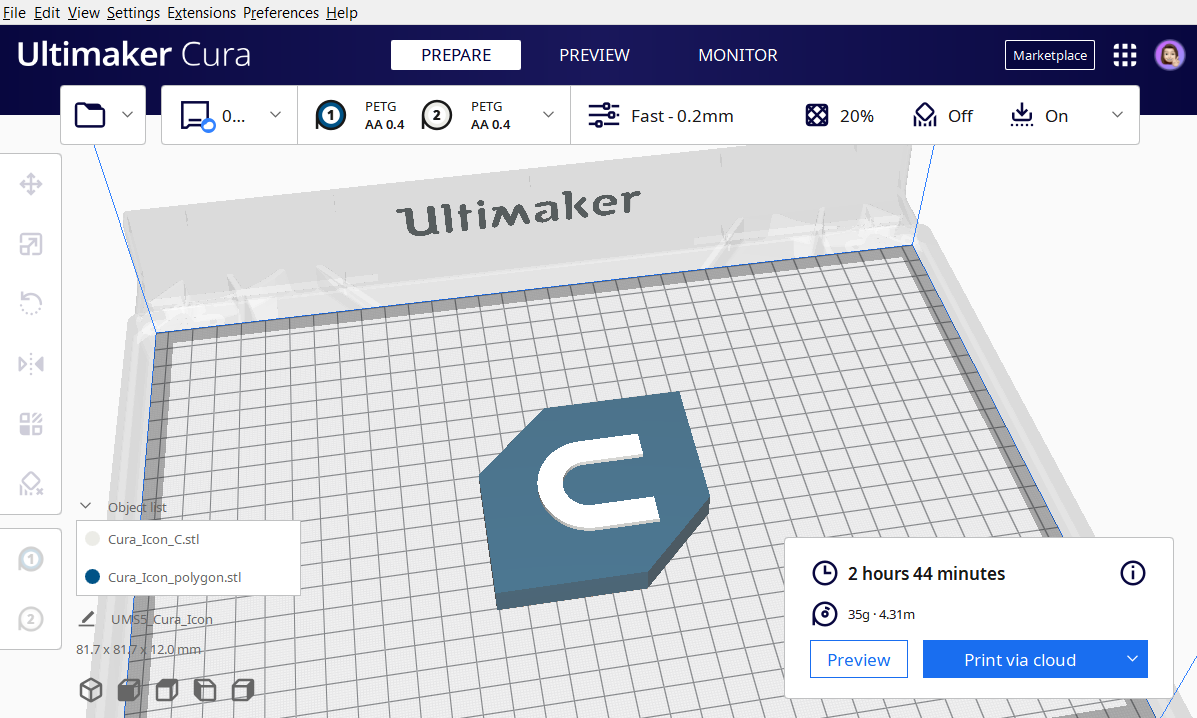 File Edit View Settings Extensions Preferences Help
Ultimaker Cura
PREPARE
PREVIEW
MONITOR
Marketplace
0...
1
PETG
AA 0.4
2
PETG
AA 0.4
Fast - 0.2mm
20%
Off
On
Ultimaker
Object list
Cura_Icon_C.stl
Cura_Icon_polygon.stl
1
2
UMS5_Cura_Icon
81.7 x 81.7 x 12.0 mm
2 hours 44 minutes
35g · 4.31m
Preview
Print via cloud